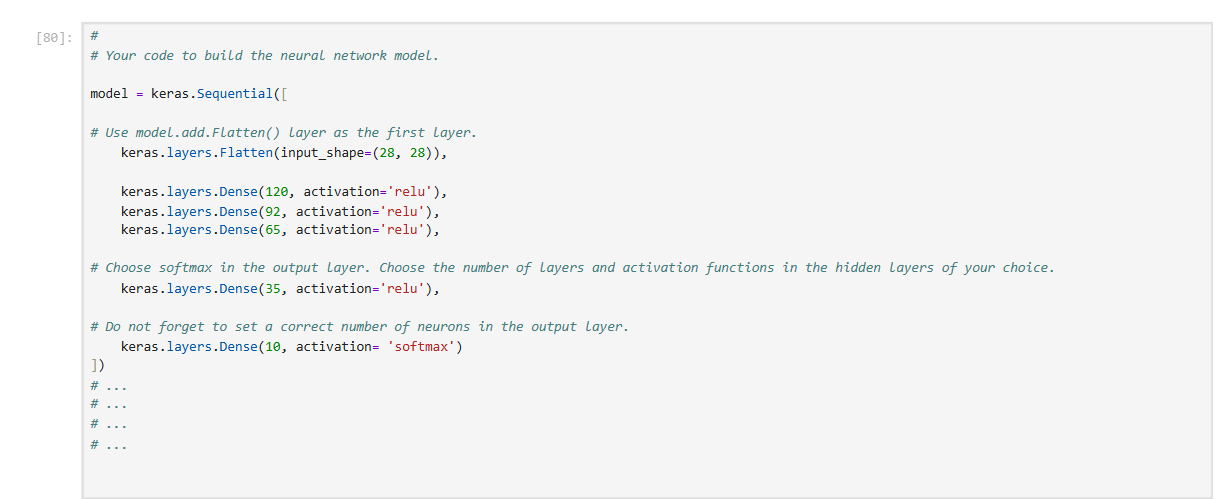 [80]: #
# Your code to build the neural network model.
model = keras.Sequential([
# Use model.add.Flatten() layer as the first layer.
keras.layers.Flatten(input_shape=(28, 28)),
keras.layers.Dense(120, activation='relu'),
keras.layers.Dense(92, activation='relu'),
keras.layers.Dense(65, activation='relu'),
# Choose softmax in the output layer. Choose the number of layers and activation functions in the hidden layers of your choice.
keras.layers.Dense(35, activation='relu'),
# Do not forget to set a correct number of neurons in the output layer.
keras.layers.Dense(10, activation= 'softmax')
])
# ...
# ...
# ...
# ...